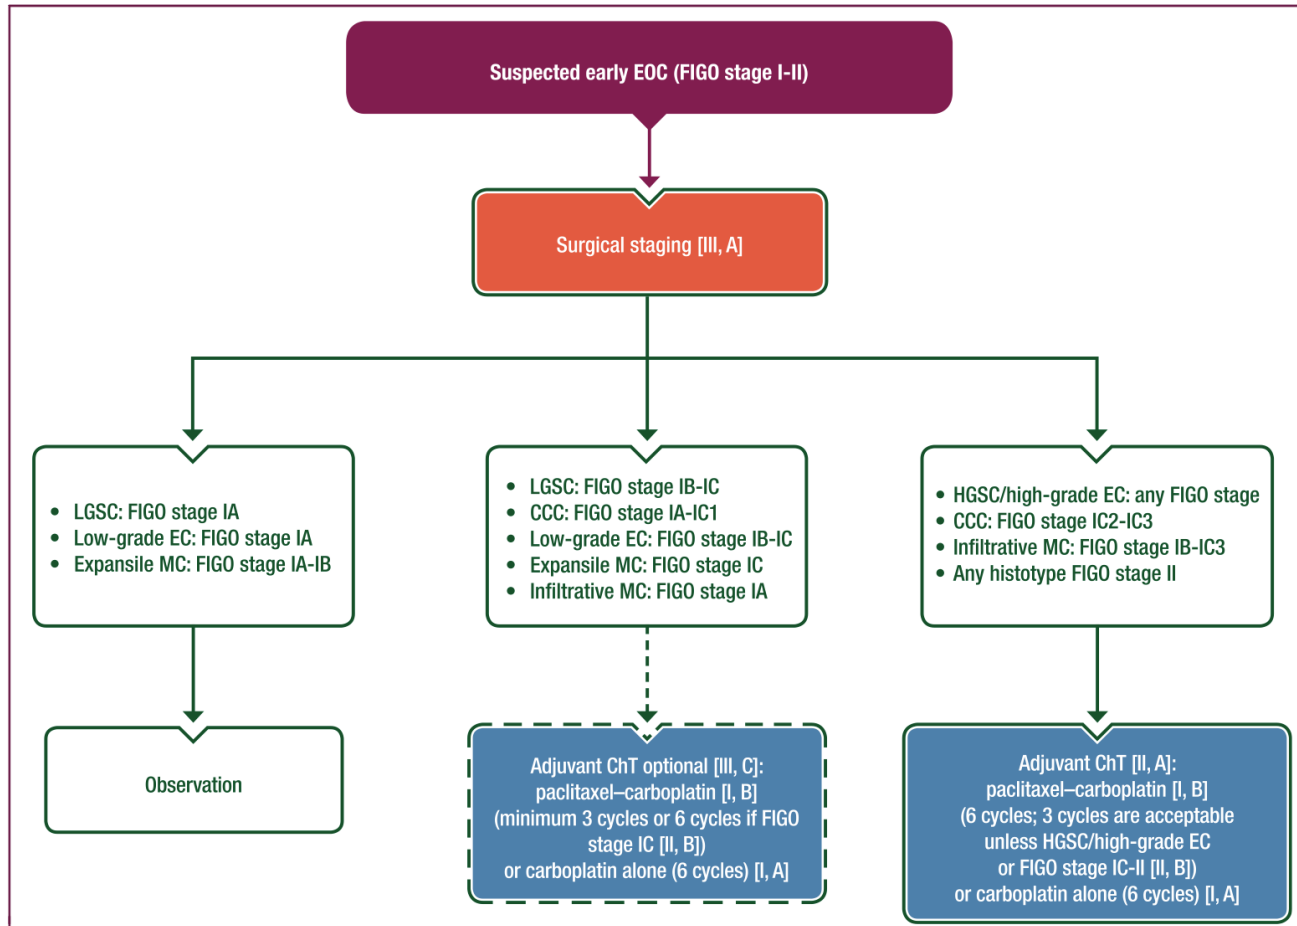 Suspected early EOC (FIGO stage I-II)
Surgical staging [III, A]
• LGSC: FIGO stage IA
• Low-grade EC: FIGO stage IA
• Expansile MC: FIGO stage IA-IB
• LGSC: FIGO stage IB-IC
• CCC: FIGO stage IA-IC1
• Low-grade EC: FIGO stage IB-IC
• Expansile MC: FIGO stage IC
• Infiltrative MC: FIGO stage IA
• HGSC/high-grade EC: any FIGO stage
• CCC: FIGO stage IC2-IC3
• Infiltrative MC: FIGO stage IB-IC3
• Any histotype FIGO stage II
Observation
Adjuvant ChT optional [III, C]:
paclitaxel–carboplatin [I, B]
(minimum 3 cycles or 6 cycles if FIGO
stage IC [II, B])
or carboplatin alone (6 cycles) [I, A]
Adjuvant ChT [II, A]:
paclitaxel–carboplatin [I, B]
(6 cycles; 3 cycles are acceptable
unless HGSC/high-grade EC
or FIGO stage IC-II [II, B])
or carboplatin alone (6 cycles) [I, A]